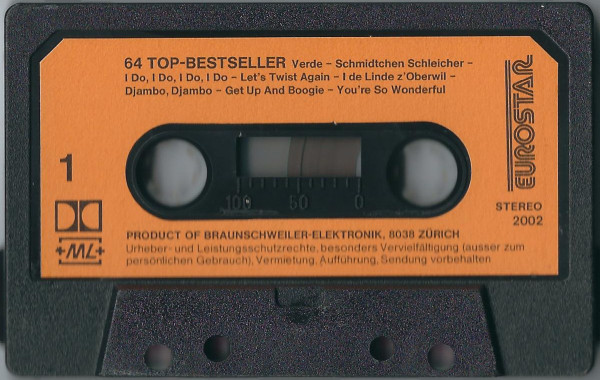 64 TOP-BESTSELLER Verde – Schmidtchen Schleicher –
I Do, I Do, I Do, I Do – Let's Twist Again – I de Linde z'Oberwil –
Djambo, Djambo – Get Up And Boogie – You're So Wonderful
EUROSTAR
1
100 50 0
STEREO
2002
+ML+
PRODUCT OF BRAUNSCHWEILER-ELEKTRONIK, 8038 ZÜRICH
Urheber- und Leistungsschutzrechte, besonders Vervielfältigung (ausser zum
persönlichen Gebrauch), Vermietung, Aufführung, Sendung vorbehalten